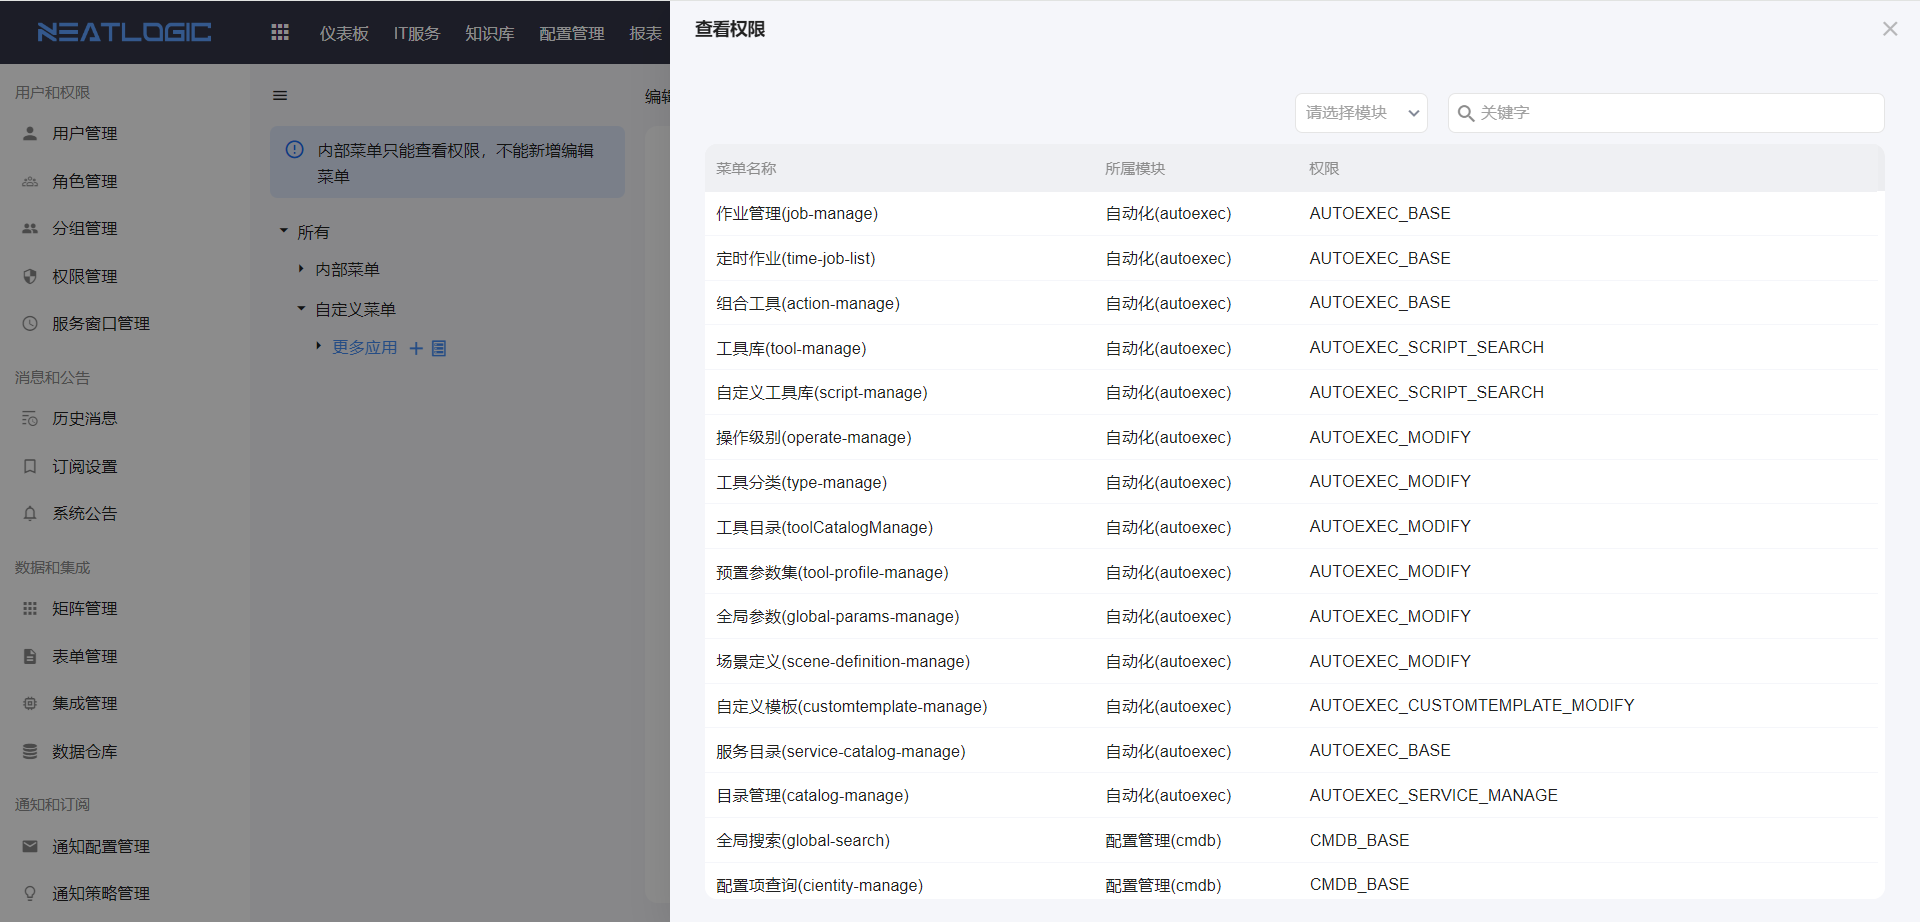 NEATLOGIC
仪表板 IT服务 知识库 配置管理 报表
用户和权限
用户管理
角色管理
分组管理
权限管理
服务窗口管理
消息和公告
历史消息
订阅设置
系统公告
数据和集成
矩阵管理
表单管理
集成管理
数据仓库
通知和订阅
通知配置管理
通知策略管理
编辑
内部菜单只能查看权限，不能新增编辑
菜单
所有
内部菜单
自定义菜单
更多应用
查看权限
请选择模块 关键字
菜单名称 所属模块 权限
作业管理(job-manage) 自动化(autoexec) AUTOEXEC_BASE
定时作业(time-job-list) 自动化(autoexec) AUTOEXEC_BASE
组合工具(action-manage) 自动化(autoexec) AUTOEXEC_BASE
工具库(tool-manage) 自动化(autoexec) AUTOEXEC_SCRIPT_SEARCH
自定义工具库(script-manage) 自动化(autoexec) AUTOEXEC_SCRIPT_SEARCH
操作级别(operate-manage) 自动化(autoexec) AUTOEXEC_MODIFY
工具分类(type-manage) 自动化(autoexec) AUTOEXEC_MODIFY
工具目录(toolCatalogManage) 自动化(autoexec) AUTOEXEC_MODIFY
预置参数集(tool-profile-manage) 自动化(autoexec) AUTOEXEC_MODIFY
全局参数(global-params-manage) 自动化(autoexec) AUTOEXEC_MODIFY
场景定义(scene-definition-manage) 自动化(autoexec) AUTOEXEC_MODIFY
自定义模板(customtemplate-manage) 自动化(autoexec) AUTOEXEC_CUSTOMTEMPLATE_MODIFY
服务目录(service-catalog-manage) 自动化(autoexec) AUTOEXEC_BASE
目录管理(catalog-manage) 自动化(autoexec) AUTOEXEC_SERVICE_MANAGE
全局搜索(global-search) 配置管理(cmdb) CMDB_BASE
配置项查询(cientity-manage) 配置管理(cmdb) CMDB_BASE